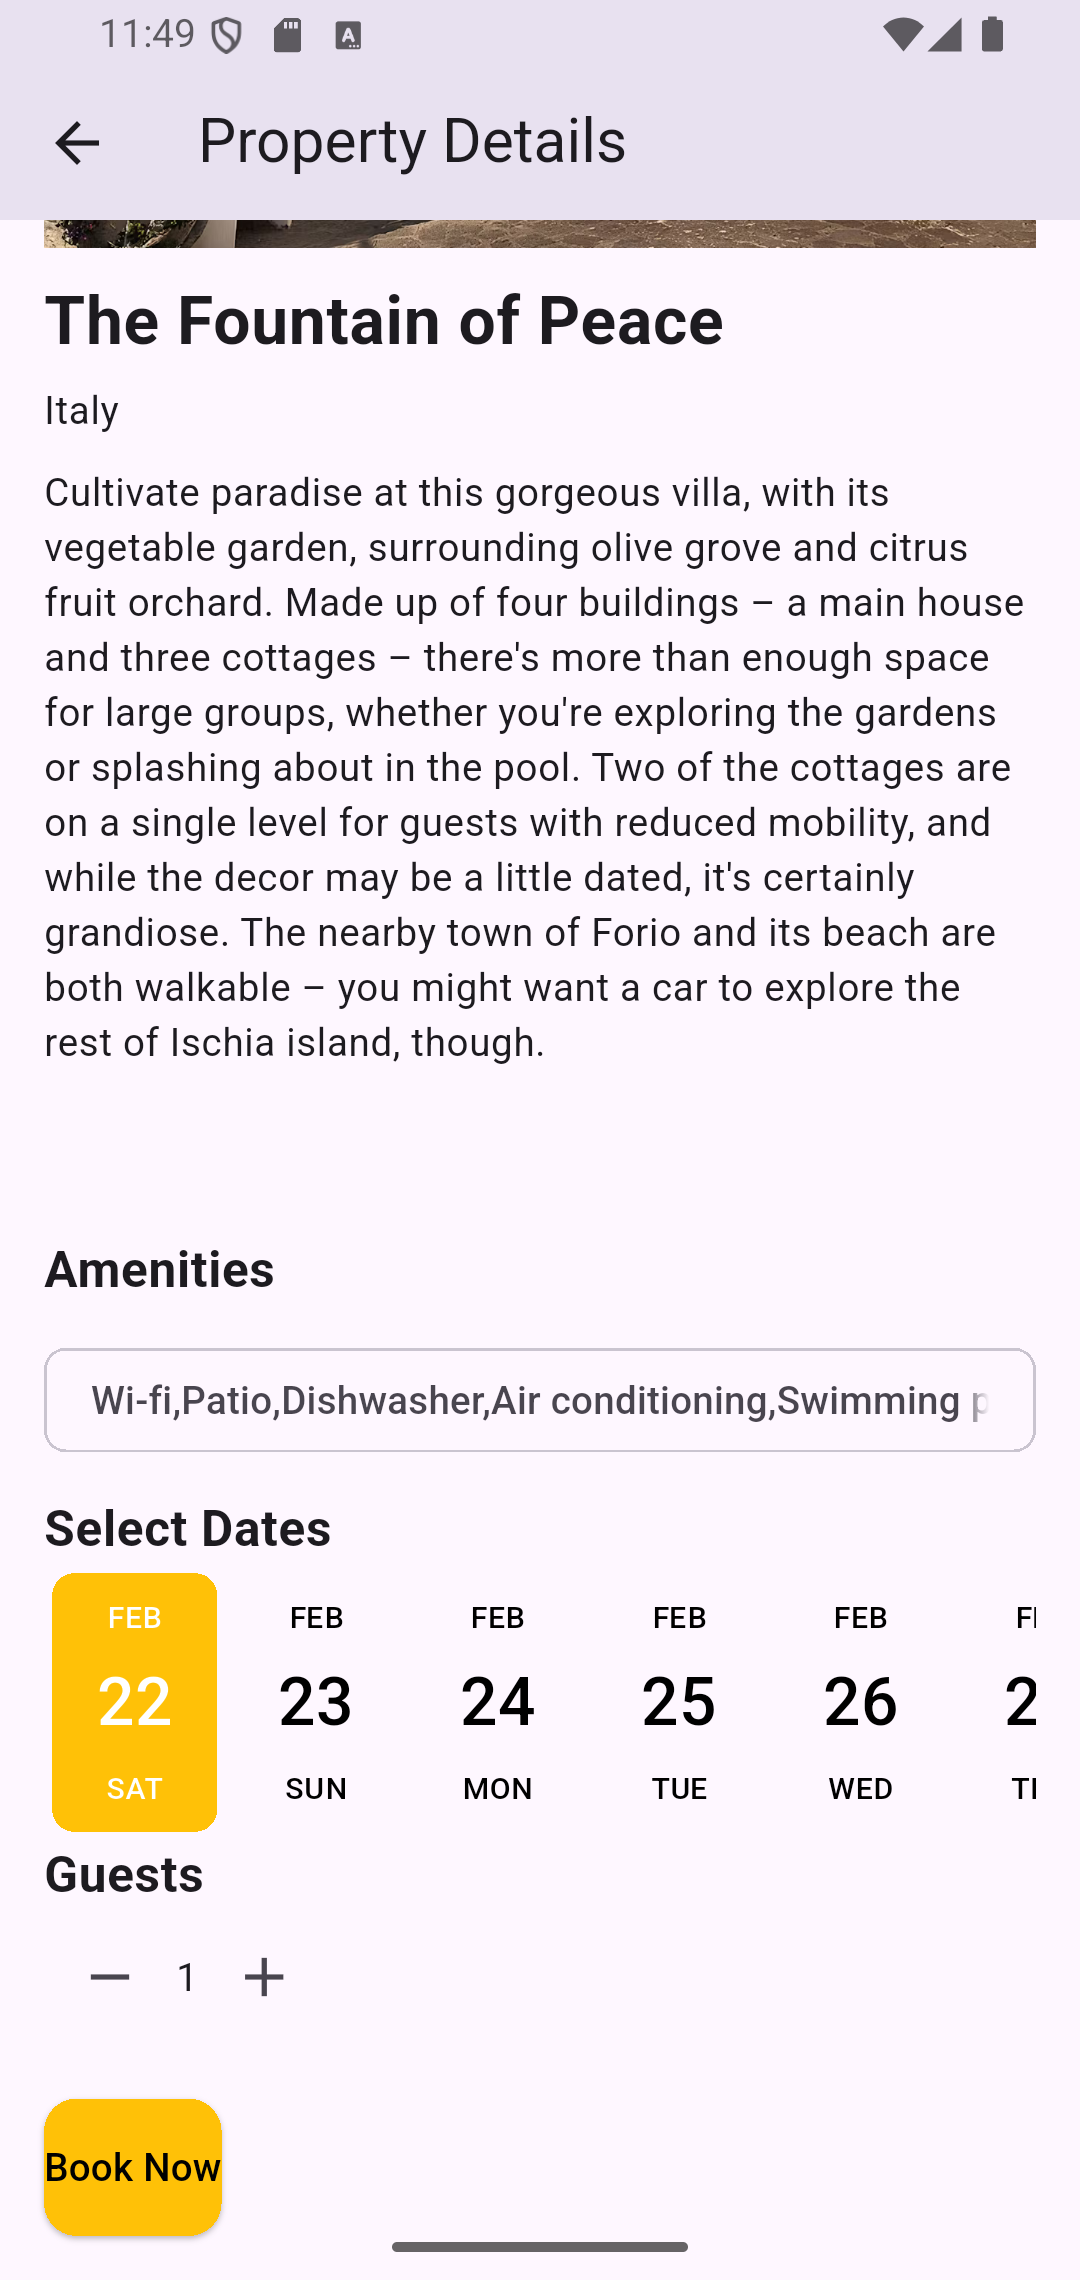 11:49
Property Details
The Fountain of Peace
Italy
Cultivate paradise at this gorgeous villa, with its
vegetable garden, surrounding olive grove and citrus
fruit orchard. Made up of four buildings – a main house
and three cottages – there's more than enough space
for large groups, whether you're exploring the gardens
or splashing about in the pool. Two of the cottages are
on a single level for guests with reduced mobility, and
while the decor may be a little dated, it's certainly
grandiose. The nearby town of Forio and its beach are
both walkable – you might want a car to explore the
rest of Ischia island, though.
Amenities
Wi-fi,Patio,Dishwasher,Air conditioning,Swimming p
Select Dates
FEB FEB FEB FEB FEB
22 23 24 25 26 2
SAT SUN MON TUE WED
Guests
1
Book Now